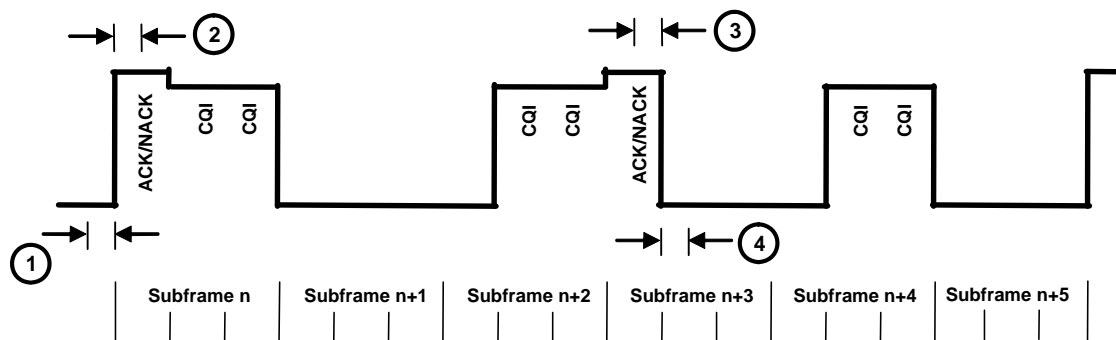 2
3
ACK/NACK
CQI
CQI
CQI
CQI
ACK/NACK
CQI
CQI
1
4
Subframe n
Subframe n+1
Subframe n+2
Subframe n+3
Subframe n+4
Subframe n+5